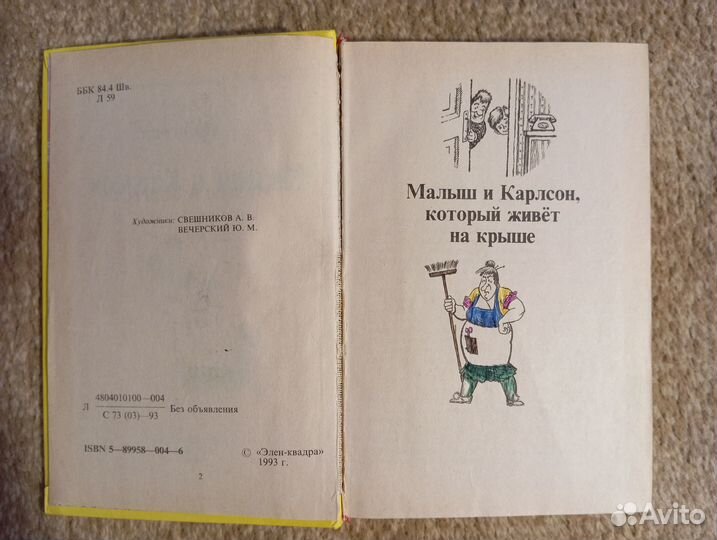 ББК 84.4 Шв.
Л 59
Художники: СВЕШНИКОВ А. В.
ВЕЧЕРСКИЙ Ю. М.
Л 4804010100—004
С 73 (03)—93 Без объявления
ISBN 5—89958—004—6
© «Элен-квадра»
1993 г.
2
Малыш и Карлсон,
который живёт
на крыше
Avito